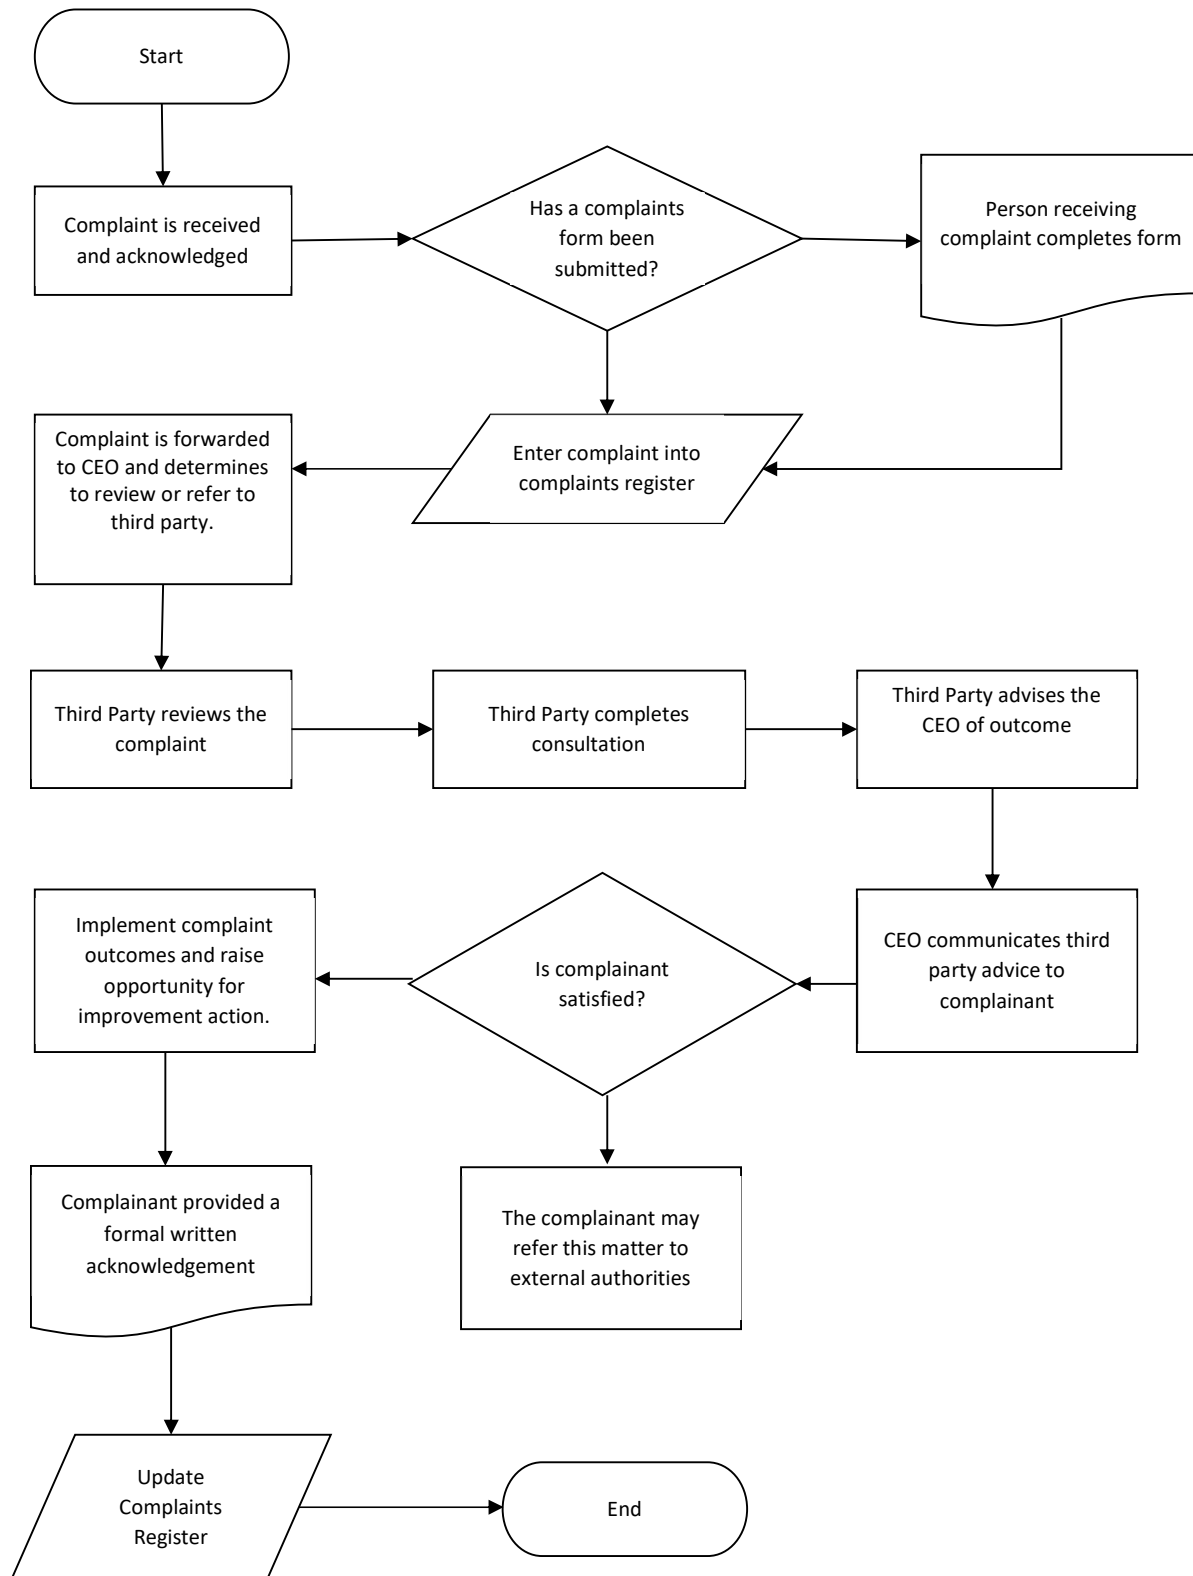 Start
Complaint is received
and acknowledged
Has a complaints
form been
submitted?
Person receiving
complaint completes form
Complaint is forwarded
to CEO and determines
to review or refer to
third party.
Enter complaint into
complaints register
Third Party reviews the
complaint
Third Party completes
consultation
Third Party advises the
CEO of outcome
Implement complaint
outcomes and raise
opportunity for
improvement action.
Is complainant
satisfied?
CEO communicates third
party advice to
complainant
Complainant provided a
formal written
acknowledgement
The complainant may
refer this matter to
external authorities
Update
Complaints
Register
End